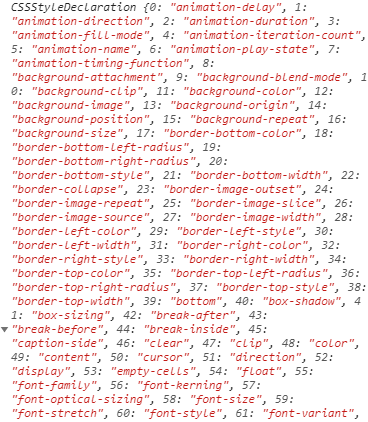 CSSStyleDeclaration {0: "animation-delay", 1:
"animation-direction", 2: "animation-duration", 3:
"animation-fill-mode", 4: "animation-iteration-count",
5: "animation-name", 6: "animation-play-state", 7:
"animation-timing-function", 8:
"background-attachment", 9: "background-blend-mode", 1
0: "background-clip", 11: "background-color", 12:
"background-image", 13: "background-origin", 14:
"background-position", 15: "background-repeat", 16:
"background-size", 17: "border-bottom-color", 18:
"border-bottom-left-radius", 19:
"border-bottom-right-radius", 20:
"border-bottom-style", 21: "border-bottom-width", 22:
"border-collapse", 23: "border-image-outset", 24:
"border-image-repeat", 25: "border-image-slice", 26:
"border-image-source", 27: "border-image-width", 28:
"border-left-color", 29: "border-left-style", 30:
"border-left-width", 31: "border-right-color", 32:
"border-right-style", 33: "border-right-width", 34:
"border-top-color", 35: "border-top-left-radius", 36:
"border-top-right-radius", 37: "border-top-style", 38:
"border-top-width", 39: "bottom", 40: "box-shadow", 4
1: "box-sizing", 42: "break-after", 43:
"break-before", 44: "break-inside", 45:
"caption-side", 46: "clear", 47: "clip", 48: "color",
49: "content", 50: "cursor", 51: "direction", 52:
"display", 53: "empty-cells", 54: "float", 55:
"font-family", 56: "font-kerning", 57:
"font-optical-sizing", 58: "font-size", 59:
"font-stretch", 60: "font-style", 61: "font-variant",